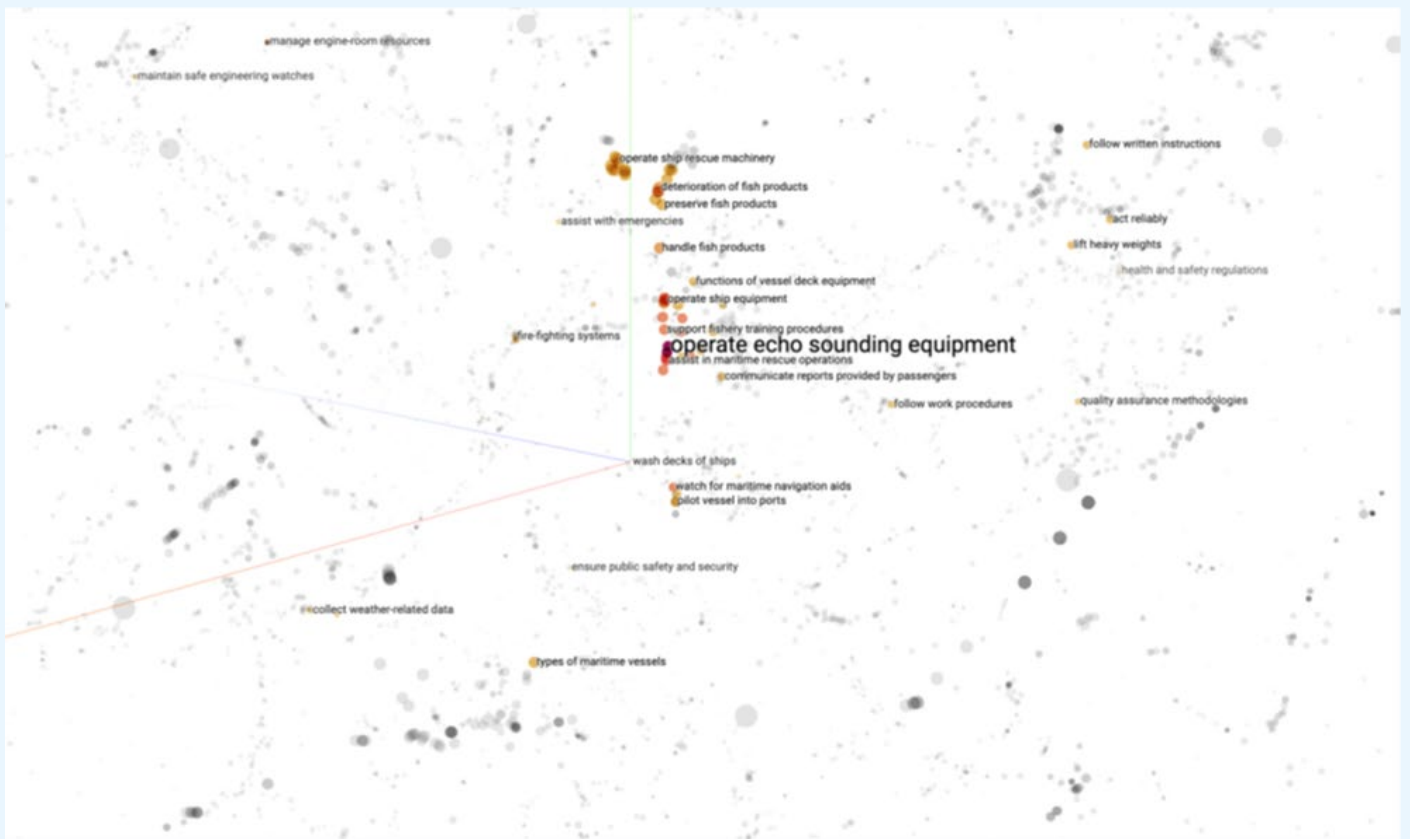 manage engine-room resources
maintain safe engineering watches
follow written instructions
operate ship rescue machinery
deterioration of fish products
preserve fish products
act reliably
assist with emergencies
lift heavy weights
handle fish products
health and safety regulations
functions of vessel deck equipment
operate ship equipment
support fishery training procedures
fire-fighting systems
operate echo sounding equipment
assist in maritime rescue operations
communicate reports provided by passengers
quality assurance methodologies
follow work procedures
wash decks of ships
watch for maritime navigation aids
pilot vessel into ports
ensure public safety and security
collect weather-related data
types of maritime vessels